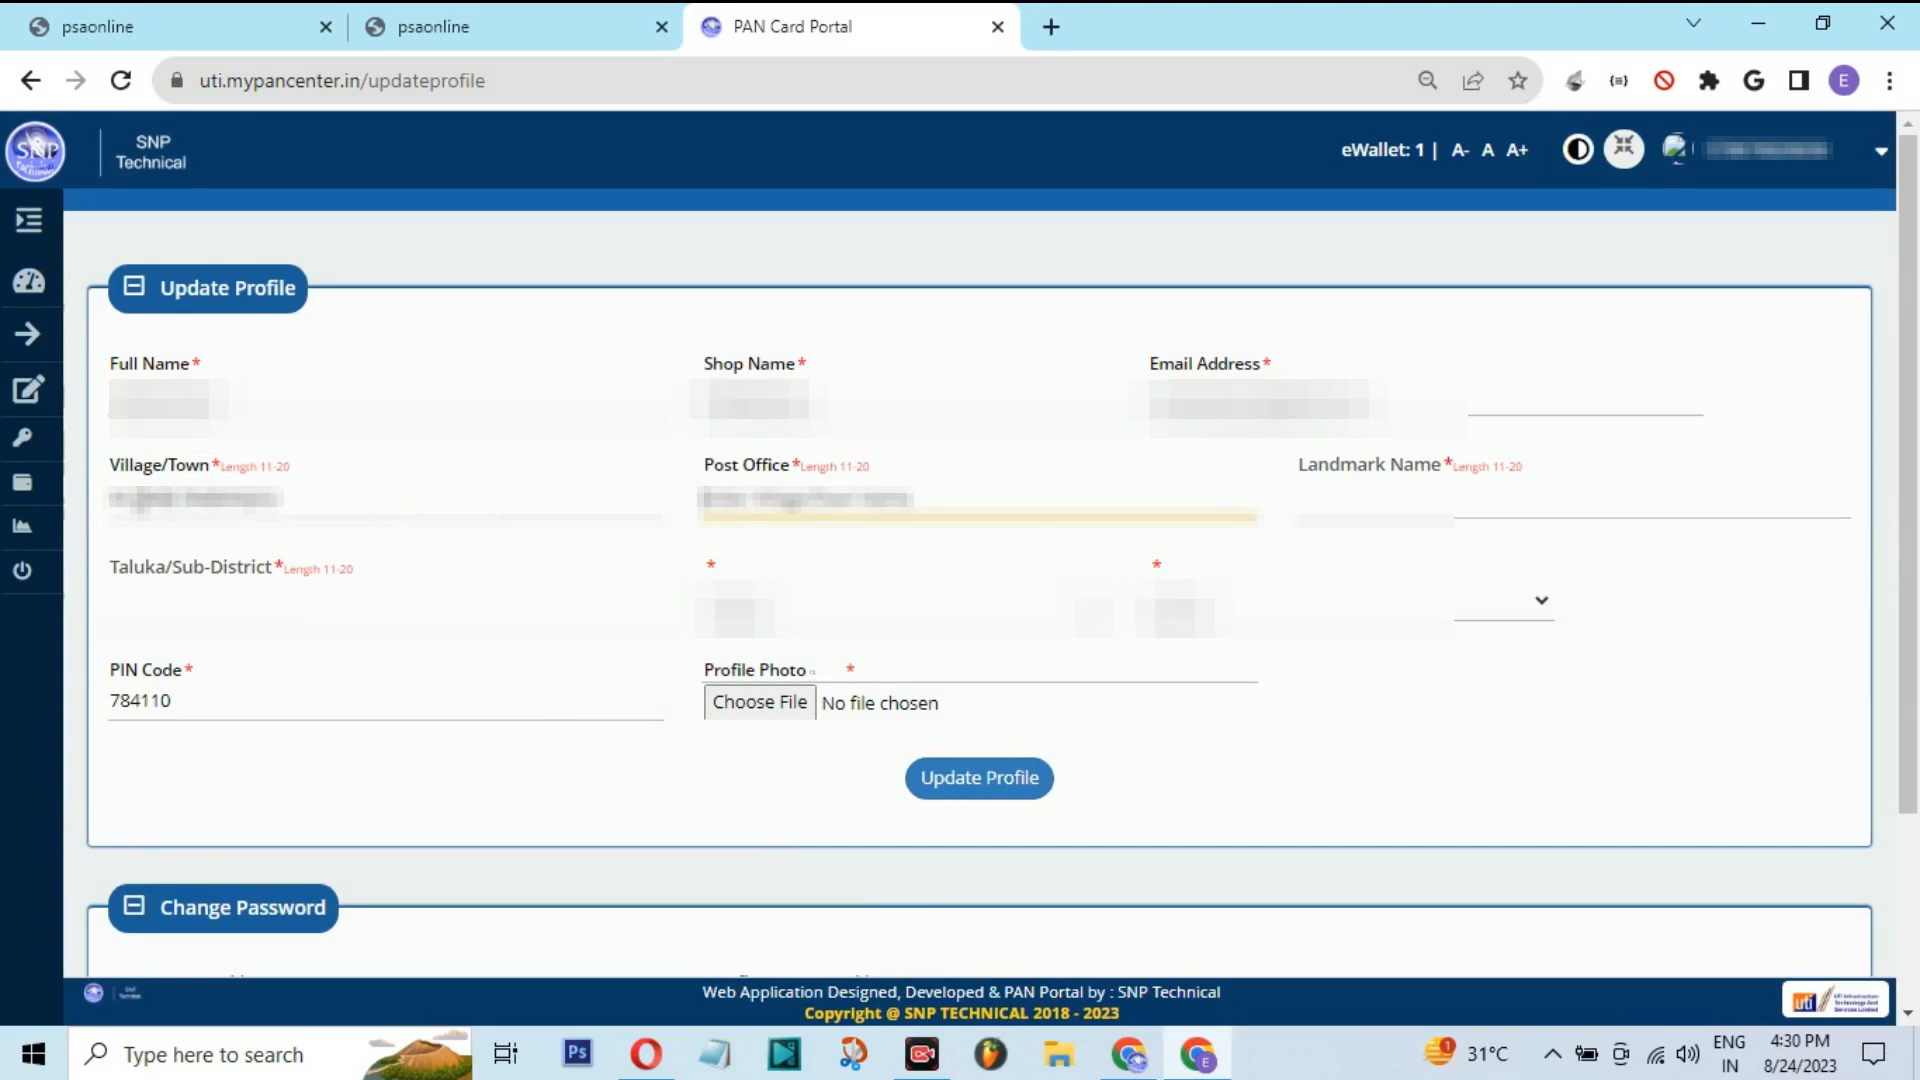 psaonline
psaonline
PAN Card Portal
uti.mypancenter.in/updateprofile
E
SNP
SNP
Technical
eWallet: 1 | A- A A+
Update Profile
Full Name*
Shop Name*
Email Address*
Village/Town *Length 11-20
Post Office *Length 11-20
Landmark Name *Length 11-20
Taluka/Sub-District *Length 11-20
*
*
PIN Code*
784110
Profile Photo *
Choose File No file chosen
Update Profile
Change Password
Web Application Designed, Developed & PAN Portal by : SNP Technical
Copyright @ SNP TECHNICAL 2018 - 2023
uti
Type here to search
Ps
E
1
31°C
ENG
IN
4:30 PM
8/24/2023